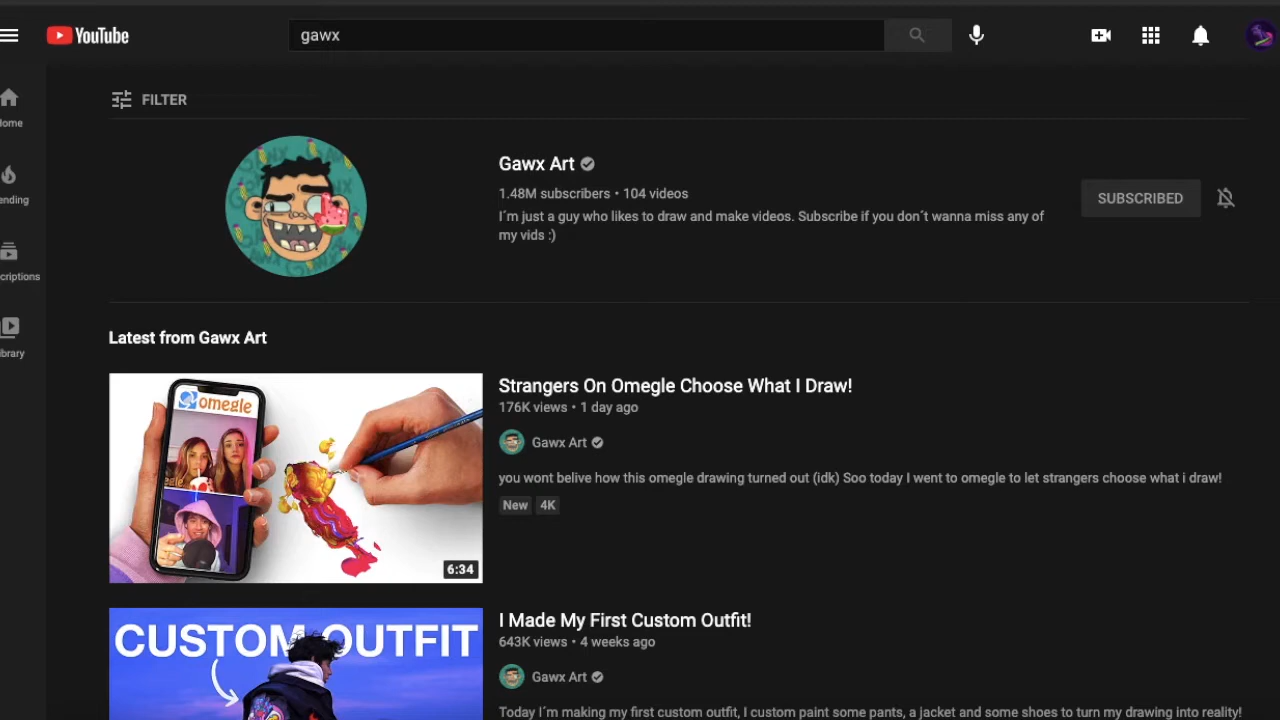 YouTube
gawx
FILTER
Home
ending
criptions
ibrary
Gawx Art
1.48M subscribers • 104 videos
I´m just a guy who likes to draw and make videos. Subscribe if you don´t wanna miss any of
my vids :)
SUBSCRIBED
Latest from Gawx Art
omegle
6:34
Strangers On Omegle Choose What I Draw!
176K views • 1 day ago
Gawx Art
you wont belive how this omegle drawing turned out (idk) Soo today I went to omegle to let strangers choose what i draw!
New 4K
CUSTOM OUTFIT
I Made My First Custom Outfit!
643K views • 4 weeks ago
Gawx Art
Today I´m making my first custom outfit, I custom paint some pants, a jacket and some shoes to turn my drawing into reality!